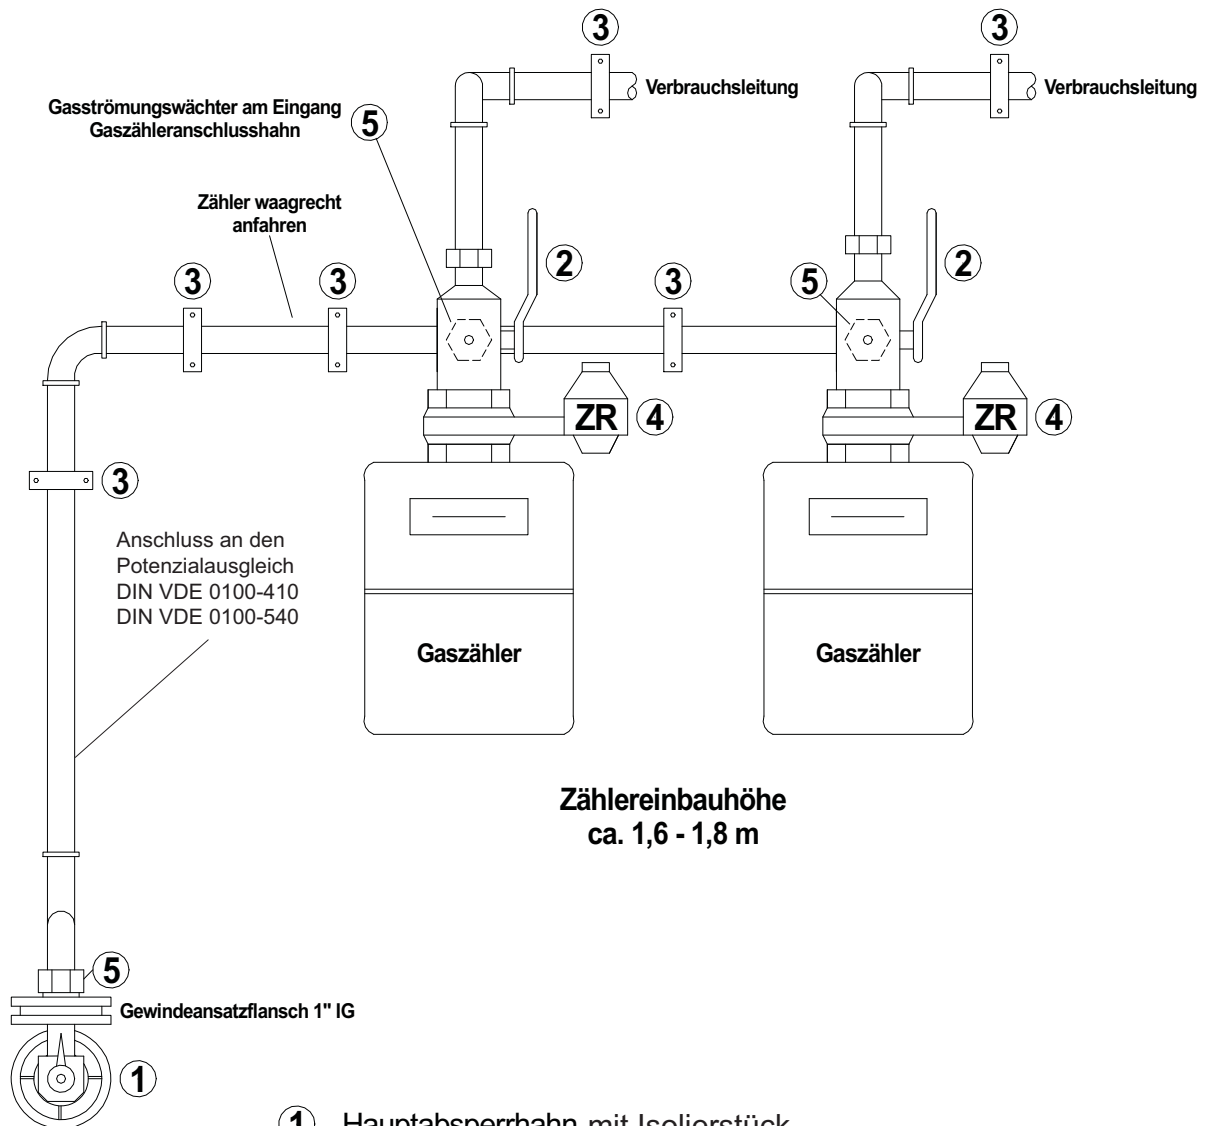 3
3
Verbrauchsleitung
Verbrauchsleitung
Gasströmungswächter am Eingang
Gaszähleranschlusshahn
5
Zähler waagrecht
anfahren
3
3
2
3
5
2
ZR
4
ZR
4
3
Anschluss an den
Potenzialausgleich
DIN VDE 0100-410
DIN VDE 0100-540
Gaszähler
Gaszähler
Zählereinbauhöhe
ca. 1,6 - 1,8 m
5
Gewindeansatzflansch 1" IG
1
1 Hauptabsperrhahn mit Isolierstück